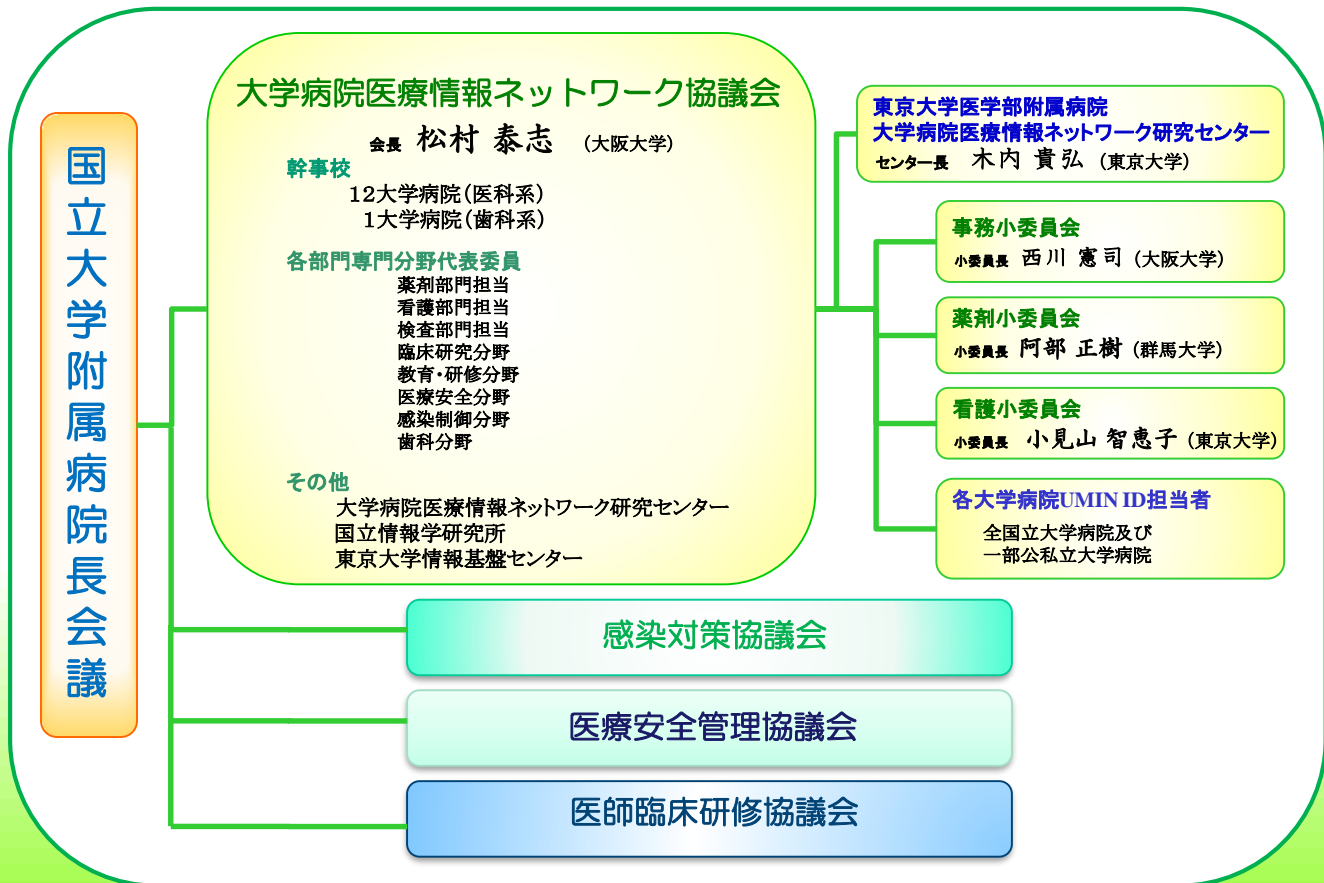 国立大学附属病院長会議
大学病院医療情報ネットワーク協議会
会長 松村 泰志 (大阪大学)
幹事校
12大学病院(医科系)
1大学病院(歯科系)
各部門専門分野代表委員
薬剤部門担当
看護部門担当
検査部門担当
臨床研究分野
教育・研修分野
医療安全分野
感染制御分野
歯科分野
その他
大学病院医療情報ネットワーク研究センター
国立情報学研究所
東京大学情報基盤センター
東京大学医学部附属病院
大学病院医療情報ネットワーク研究センター
センター長 木内 貴弘 (東京大学)
事務小委員会
小委員長 西川 憲司 (大阪大学)
薬剤小委員会
小委員長 阿部 正樹 (群馬大学)
看護小委員会
小委員長 小見山 智恵子 (東京大学)
各大学病院UMIN ID担当者
全国立大学病院及び
一部公私立大学病院
感染対策協議会
医療安全管理協議会
医師臨床研修協議会